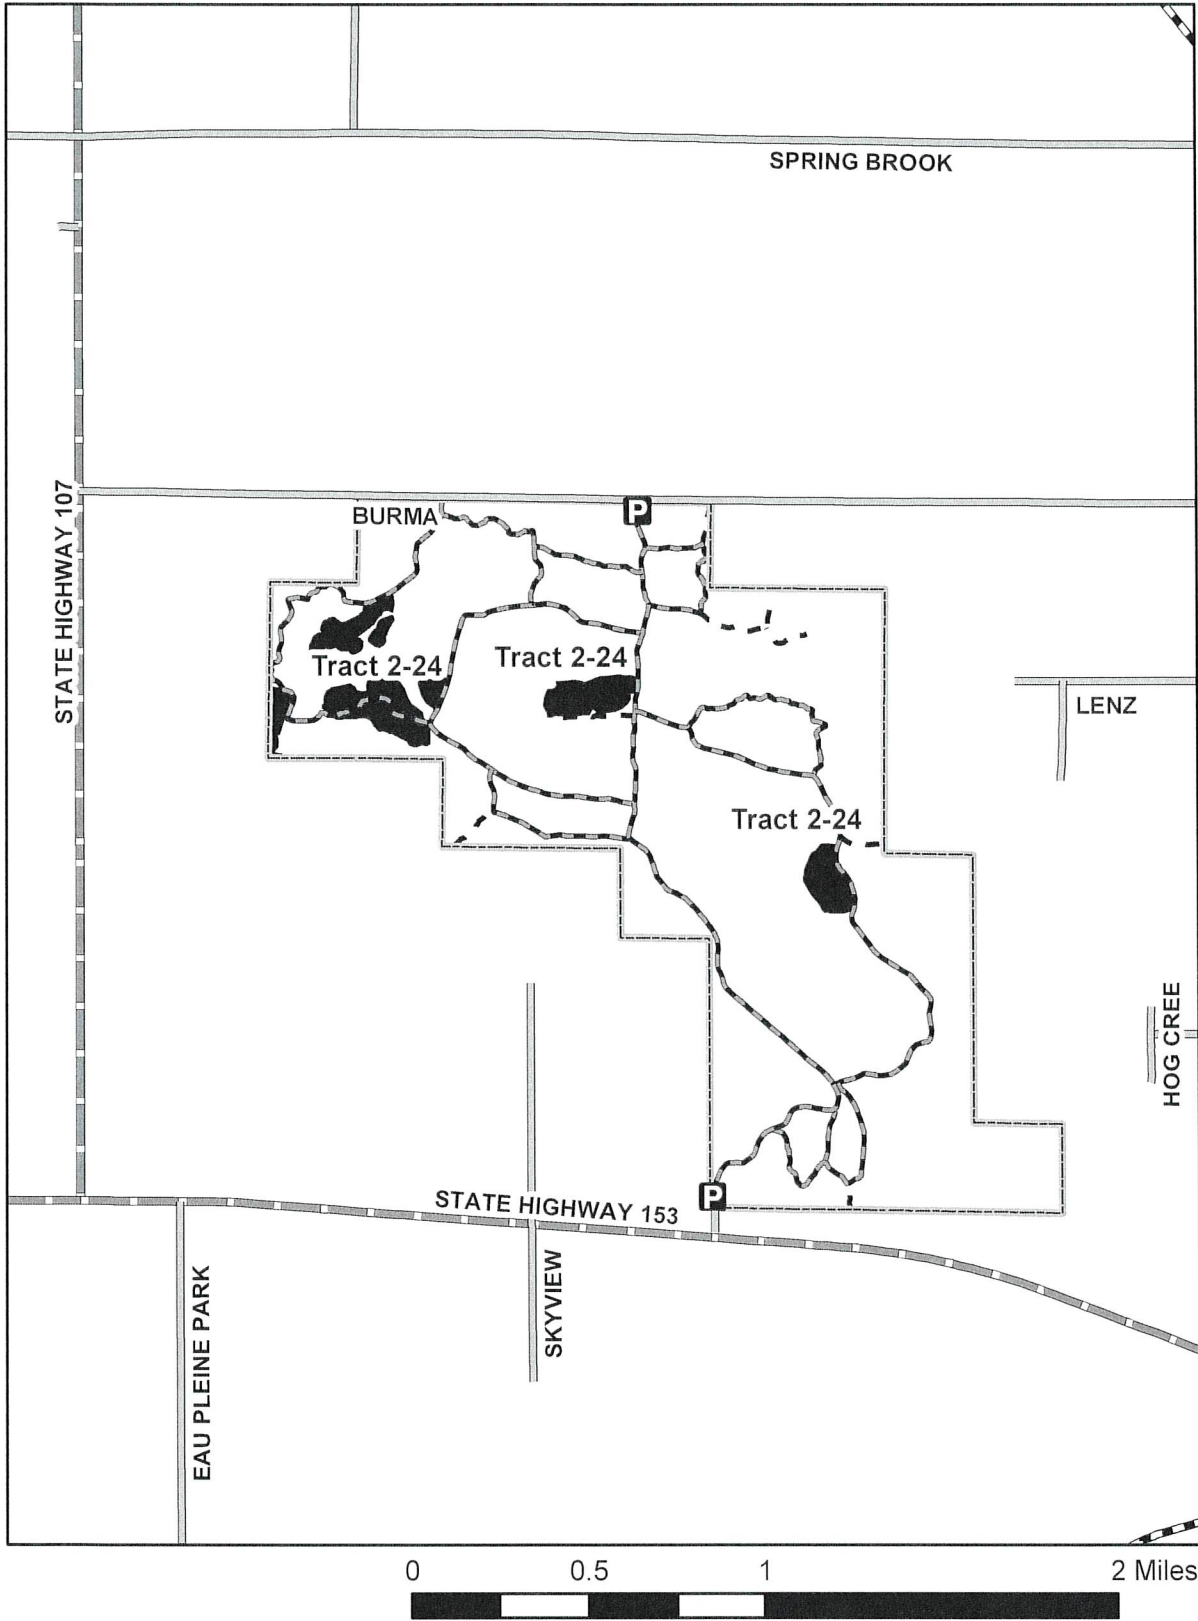 SPRING BROOK
STATE HIGHWAY 107
BURMA
P
Tract 2-24
Tract 2-24
LENZ
Tract 2-24
HOG CREE
P
STATE HIGHWAY 153
SKYVIEW
EAU PLEINE PARK
0 0.5 1 2 Miles